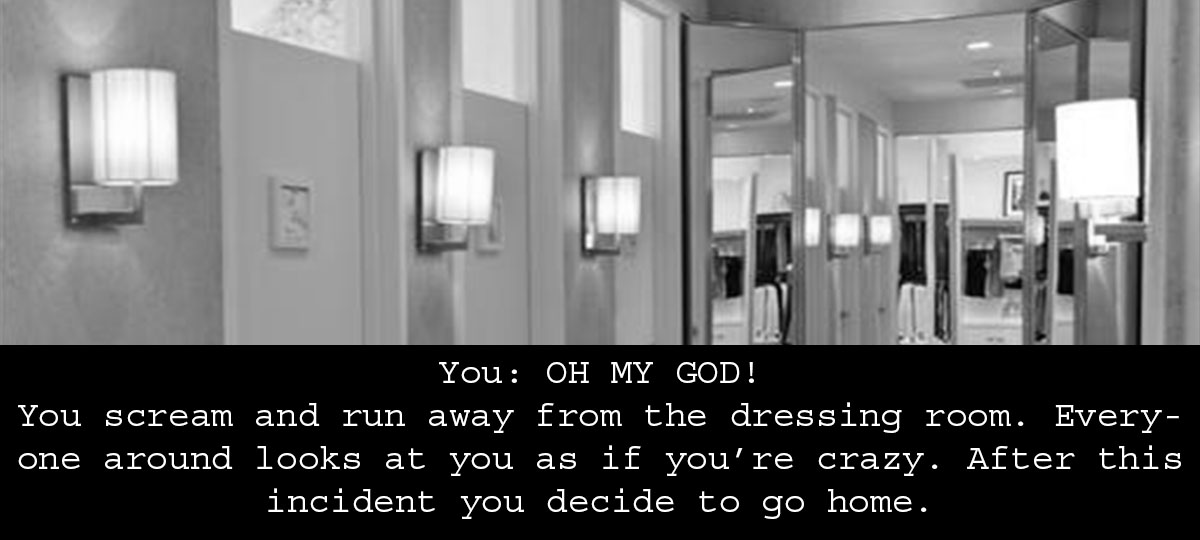 You: OH MY GOD!
You scream and run away from the dressing room. Every-
one around looks at you as if you’re crazy. After this
incident you decide to go home.